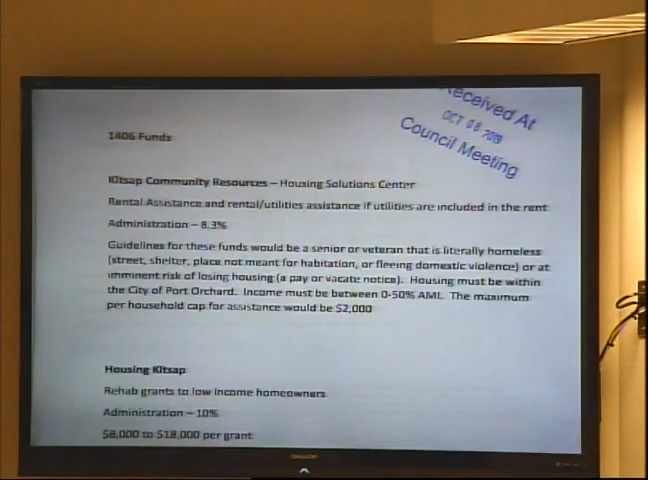 Received At
OCT 08 2019
Council Meeting
1406 Funds
Kitsap Community Resources – Housing Solutions Center
Rental Assistance and rental/utilities assistance if utilities are included in the rent
Administration – 8.3%
Guidelines for these funds would be a senior or veteran that is literally homeless
(street, shelter, place not meant for habitation, or fleeing domestic violence) or at
imminent risk of losing housing (a pay or vacate notice). Housing must be within
the City of Port Orchard. Income must be between 0-50% AMI. The maximum
per household cap for assistance would be $2,000
Housing Kitsap
Rehab grants to low income homeowners
Administration – 10%
$8,000 to $18,000 per grant
SHARP